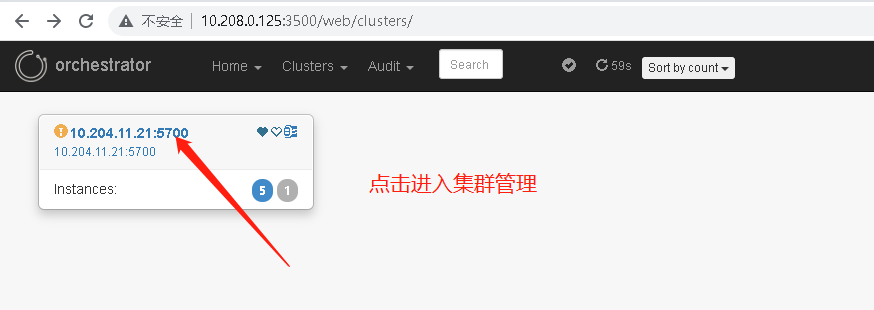 不安全 10.208.0.125:3500/web/clusters/
orchestrator Home Clusters Audit Search 59s Sort by count
10.204.11.21:5700
10.204.11.21:5700
Instances: 5 1
点击进入集群管理